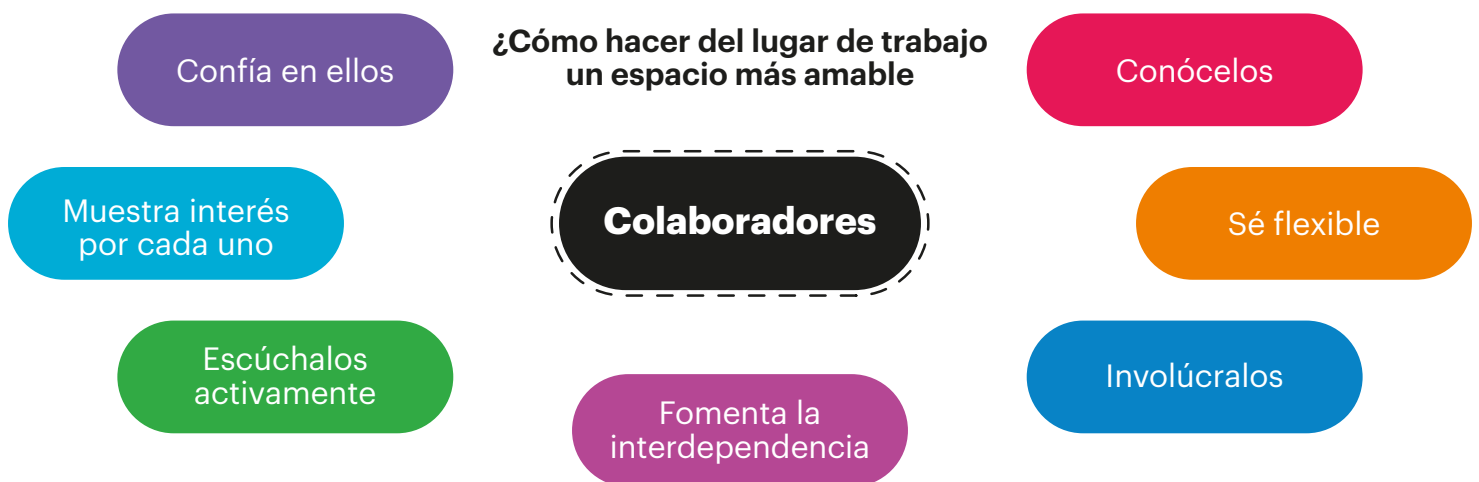 ¿Cómo hacer del lugar de trabajo
un espacio más amable
Confía en ellos
Conócelos
Muestra interés
por cada uno
Colaboradores
Sé flexible
Escúchalos
activamente
Involúcralos
Fomenta la
interdependencia